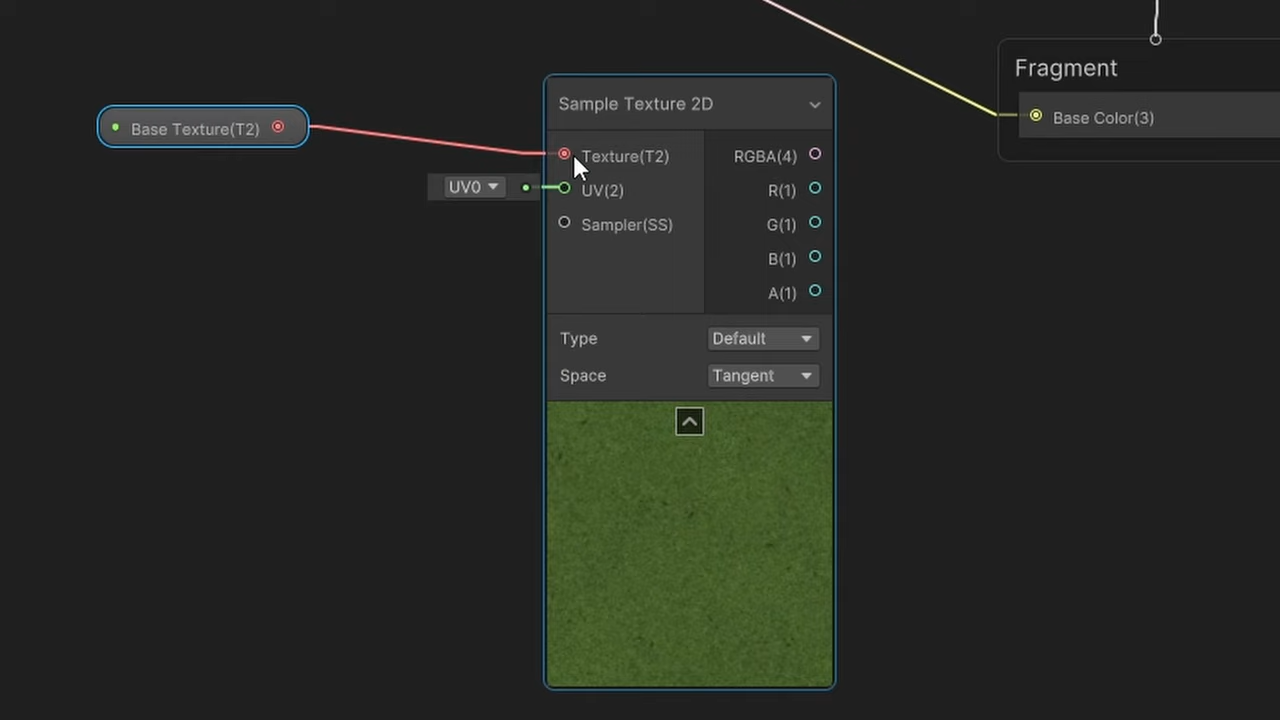 Fragment
Base Color(3)
Base Texture(T2)
Sample Texture 2D
Texture(T2)
RGBA(4)
UV0
UV(2)
R(1)
Sampler(SS)
G(1)
B(1)
A(1)
Type
Default
Space
Tangent